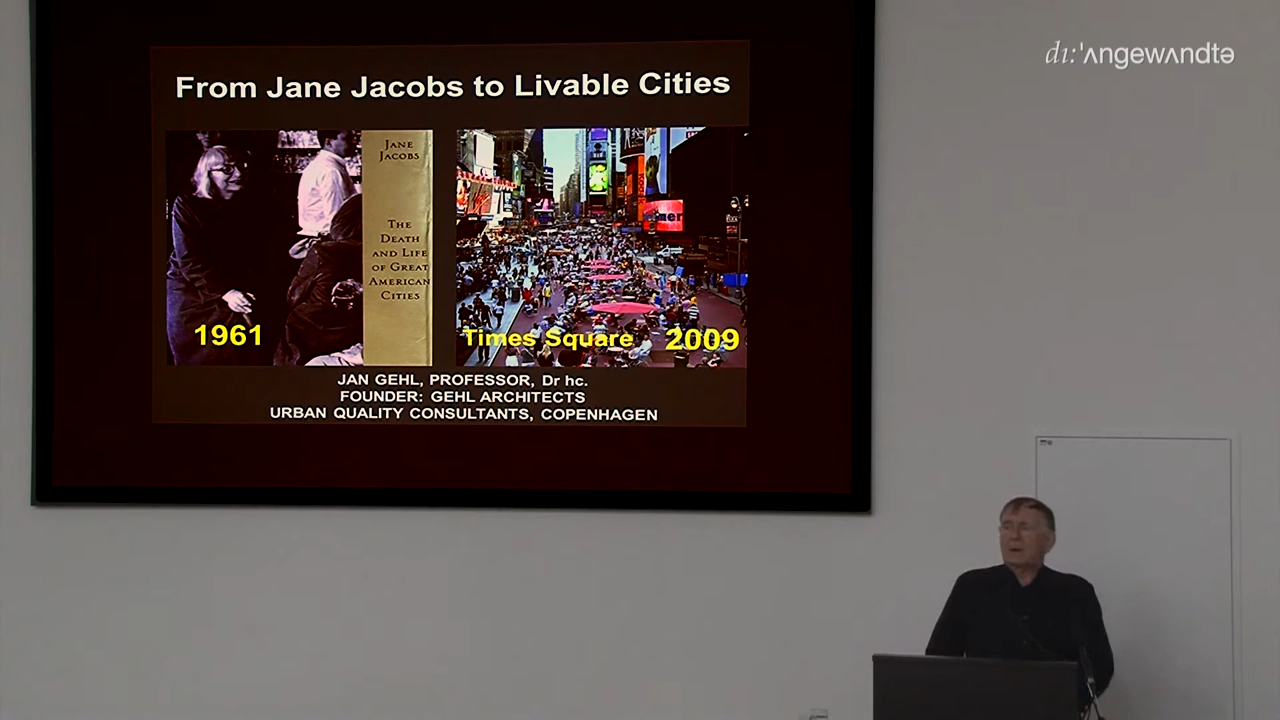 dı:'ʌngewʌndtə
From Jane Jacobs to Livable Cities
JANE
JACOBS
THE
DEATH
AND LIFE
OF GREAT
AMERICAN
CITIES
1961
Times Square 2009
JAN GEHL, PROFESSOR, Dr hc.
FOUNDER: GEHL ARCHITECTS
URBAN QUALITY CONSULTANTS, COPENHAGEN